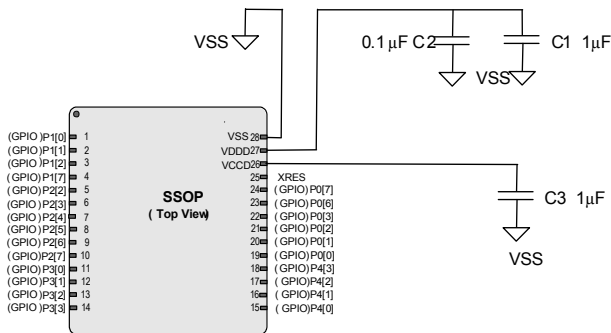 VSS
0.1 µF C2
C1 1µF
VSS
(GPIO)P1[0] 1
(GPIO)P1[1] 2
(GPIO)P1[2] 3
(GPIO)P1[7] 4
(GPIO)P2[2] 5
(GPIO)P2[3] 6
(GPIO)P2[4] 7
(GPIO)P2[5] 8
(GPIO)P2[6] 9
(GPIO)P2[7] 10
(GPIO)P3[0] 11
(GPIO)P3[1] 12
(GPIO)P3[2] 13
(GPIO)P3[3] 14
SSOP
( Top View)
VSS 28
VDDD 27
VCCD 26
25 XRES
24 (GPIO)P0[7]
23 (GPIO)P0[6]
22 (GPIO)P0[3]
21 (GPIO)P0[2]
20 (GPIO)P0[1]
19 (GPIO)P0[0]
18 (GPIO)P4[3]
17 (GPIO)P4[2]
16 (GPIO)P4[1]
15 (GPIO)P4[0]
C3 1µF
VSS